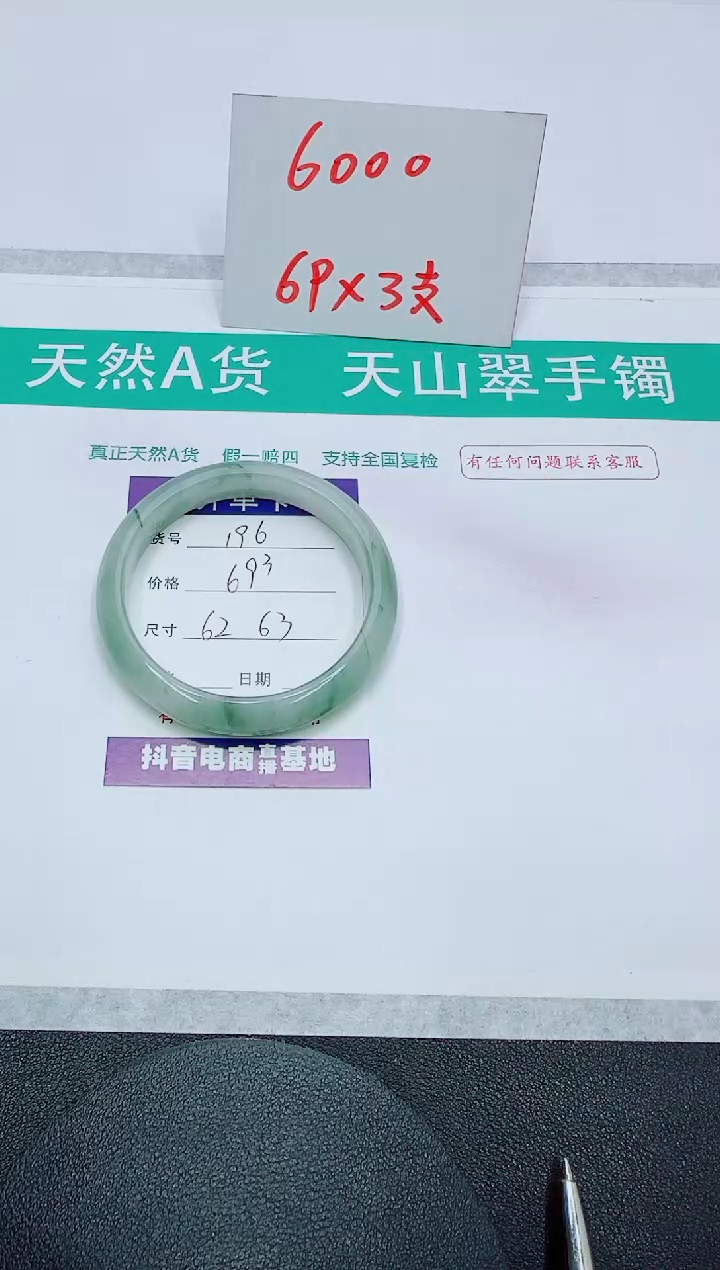 6000
6P×3支
天然A货 天山翠手镯
真正天然A货 假一赔四 支持全国复检 有任何问题联系客服
货号 196
价格 69³
尺寸 62 63
日期
抖音电商直播基地